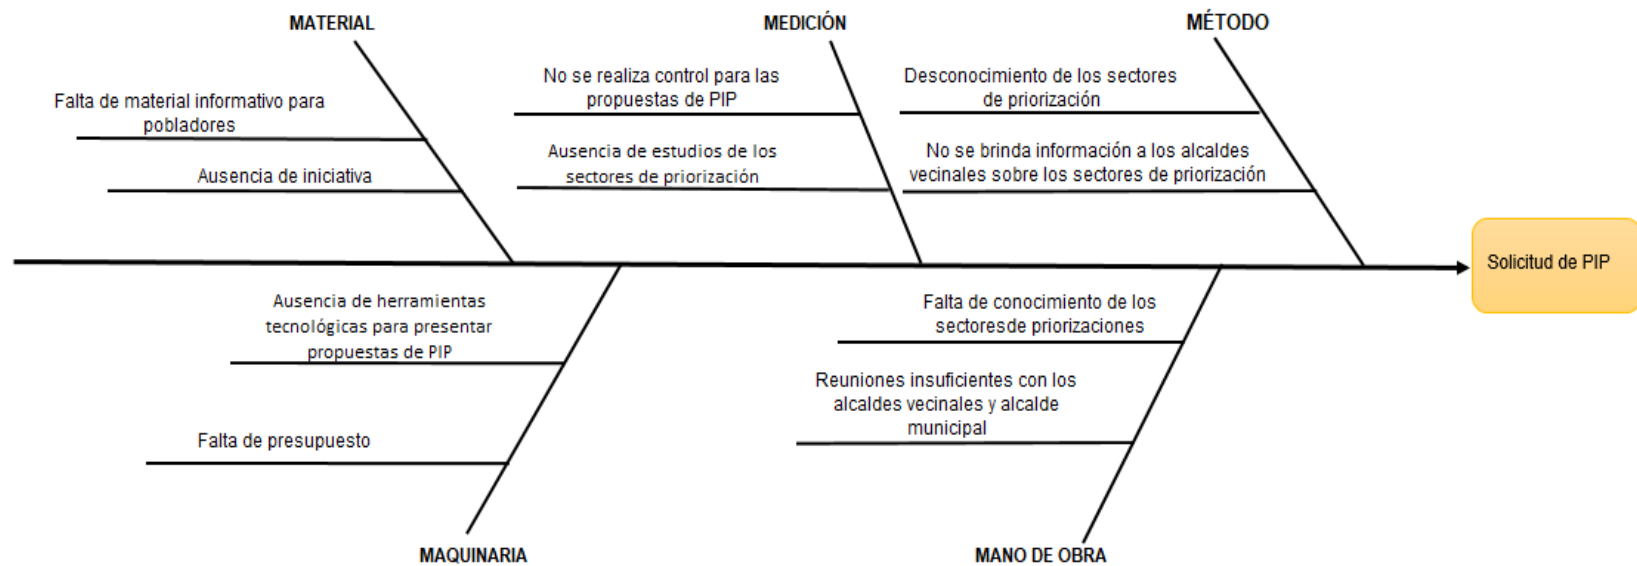 MATERIAL
MEDICIÓN
MÉTODO
Falta de material informativo para
pobladores
Ausencia de iniciativa
No se realiza control para las
propuestas de PIP
Ausencia de estudios de los
sectores de priorización
Desconocimiento de los sectores
de priorización
No se brinda información a los alcaldes
vecinales sobre los sectores de priorización
Solicitud de PIP
Ausencia de herramientas
tecnológicas para presentar
propuestas de PIP
Falta de presupuesto
Falta de conocimiento de los
sectoresde priorizaciones
Reuniones insuficientes con los
alcaldes vecinales y alcalde
municipal
MAQUINARIA
MANO DE OBRA